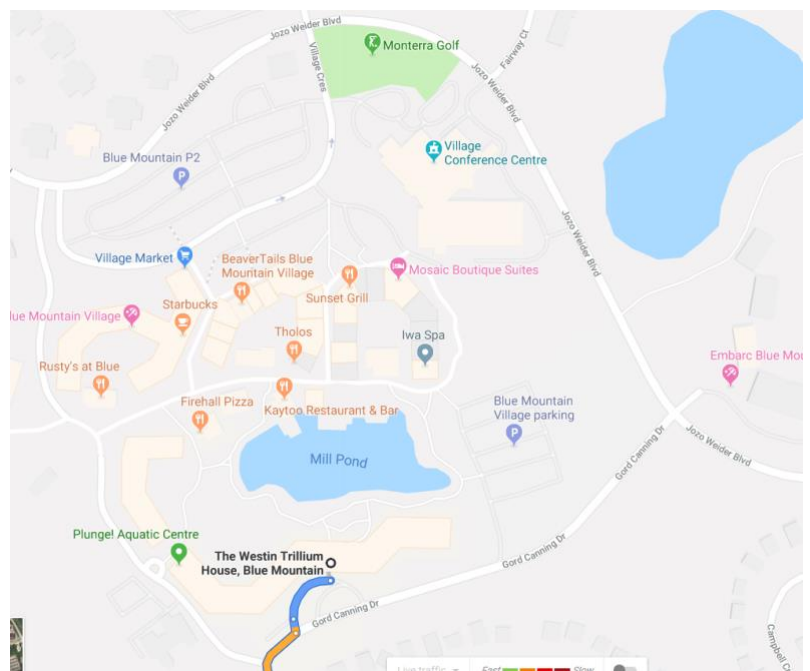 Jozo Weider Blvd
Village Cres
Monterra Golf
Fairway Ct
Jozo Weider Blvd
Jozo Weider Blvd
Village
Conference Centre
Blue Mountain P2
Jozo Weider Blvd
Village Market
BeaverTails Blue
Mountain Village
Mosaic Boutique Suites
Sunset Grill
Starbucks
lue Mountain Village
Tholos
Iwa Spa
Rusty's at Blue
Embarc Blue Mou
Firehall Pizza
Kaytoo Restaurant & Bar
Blue Mountain
Village parking
P
Gord Canning Dr
Jozo Weider Blvd
Mill Pond
Plunge! Aquatic Centre
The Westin Trillium
House, Blue Mountain
Gord Canning Dr
Gord Canning Dr
Campbell C
Live traffic
Fast
Slow